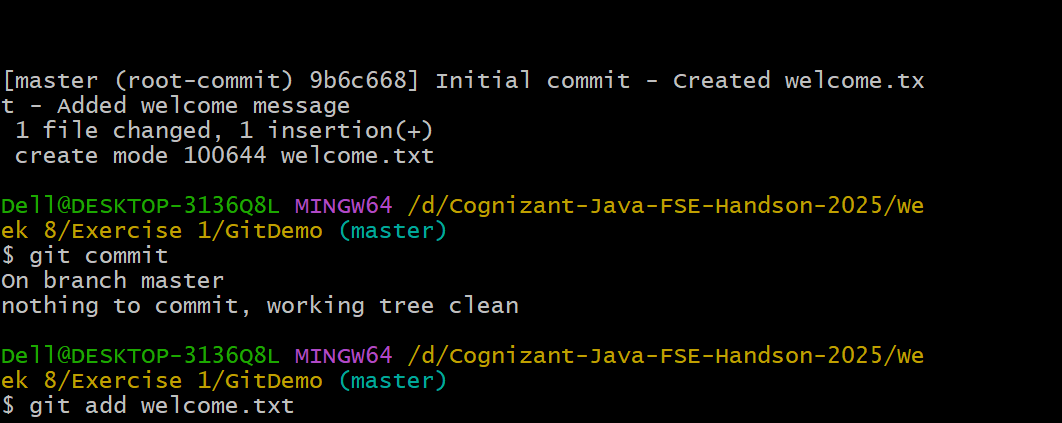 [master (root-commit) 9b6c668] Initial commit - Created welcome.tx
t - Added welcome message
 1 file changed, 1 insertion(+)
 create mode 100644 welcome.txt
Dell@DESKTOP-3136Q8L MINGW64 /d/Cognizant-Java-FSE-Handson-2025/We
ek 8/Exercise 1/GitDemo (master)
$ git commit
On branch master
nothing to commit, working tree clean
Dell@DESKTOP-3136Q8L MINGW64 /d/Cognizant-Java-FSE-Handson-2025/We
ek 8/Exercise 1/GitDemo (master)
$ git add welcome.txt